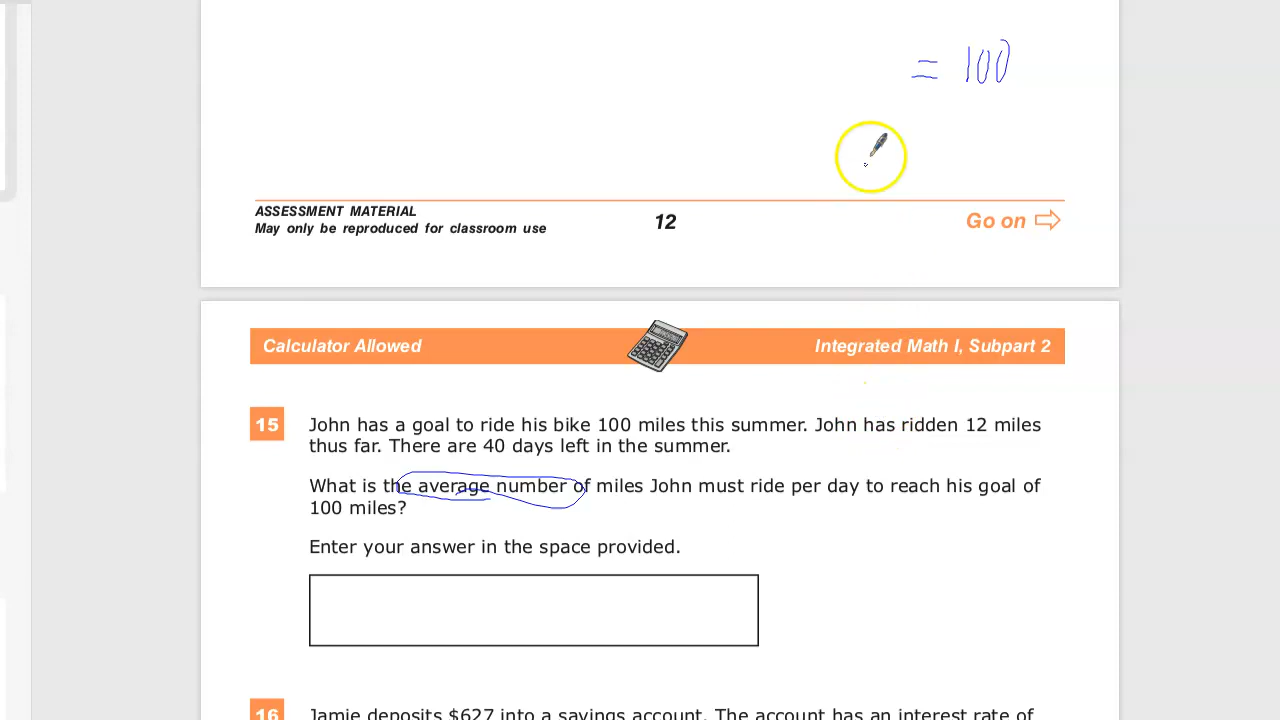 = 100
ASSESSMENT MATERIAL
May only be reproduced for classroom use
12
Go on
Calculator Allowed
Integrated Math I, Subpart 2
15
John has a goal to ride his bike 100 miles this summer. John has ridden 12 miles
thus far. There are 40 days left in the summer.
What is the average number of miles John must ride per day to reach his goal of
100 miles?
Enter your answer in the space provided.
16
Jamie deposits $627 into a savings account. The account has an interest rate of